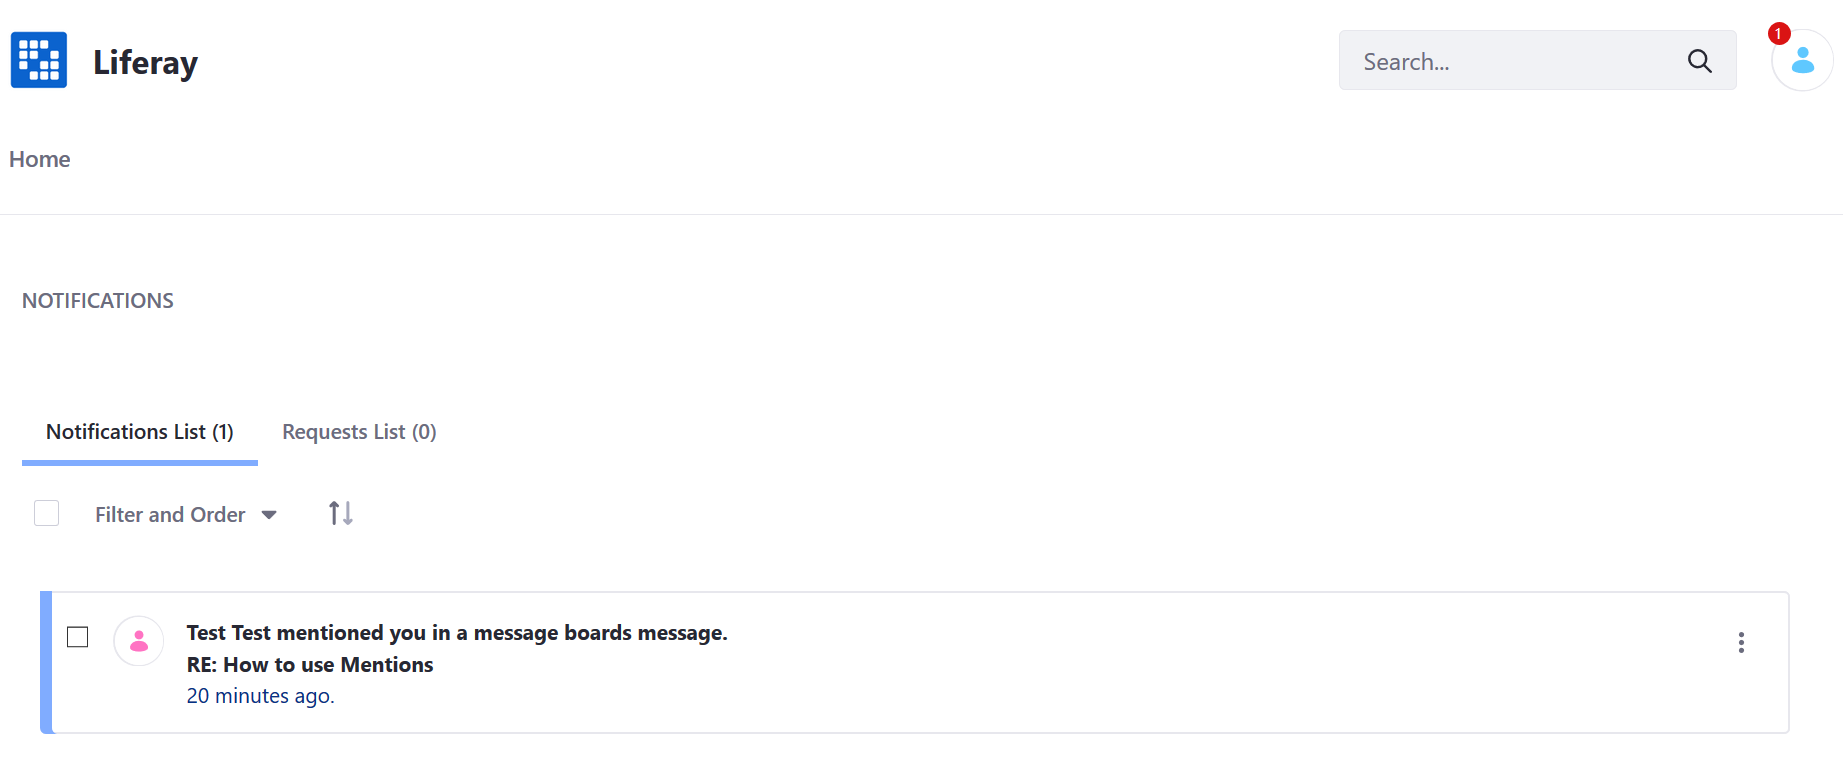 Liferay
Search...
1
Home
NOTIFICATIONS
Notifications List (1) Requests List (0)
Filter and Order
Test Test mentioned you in a message boards message.
RE: How to use Mentions
20 minutes ago.